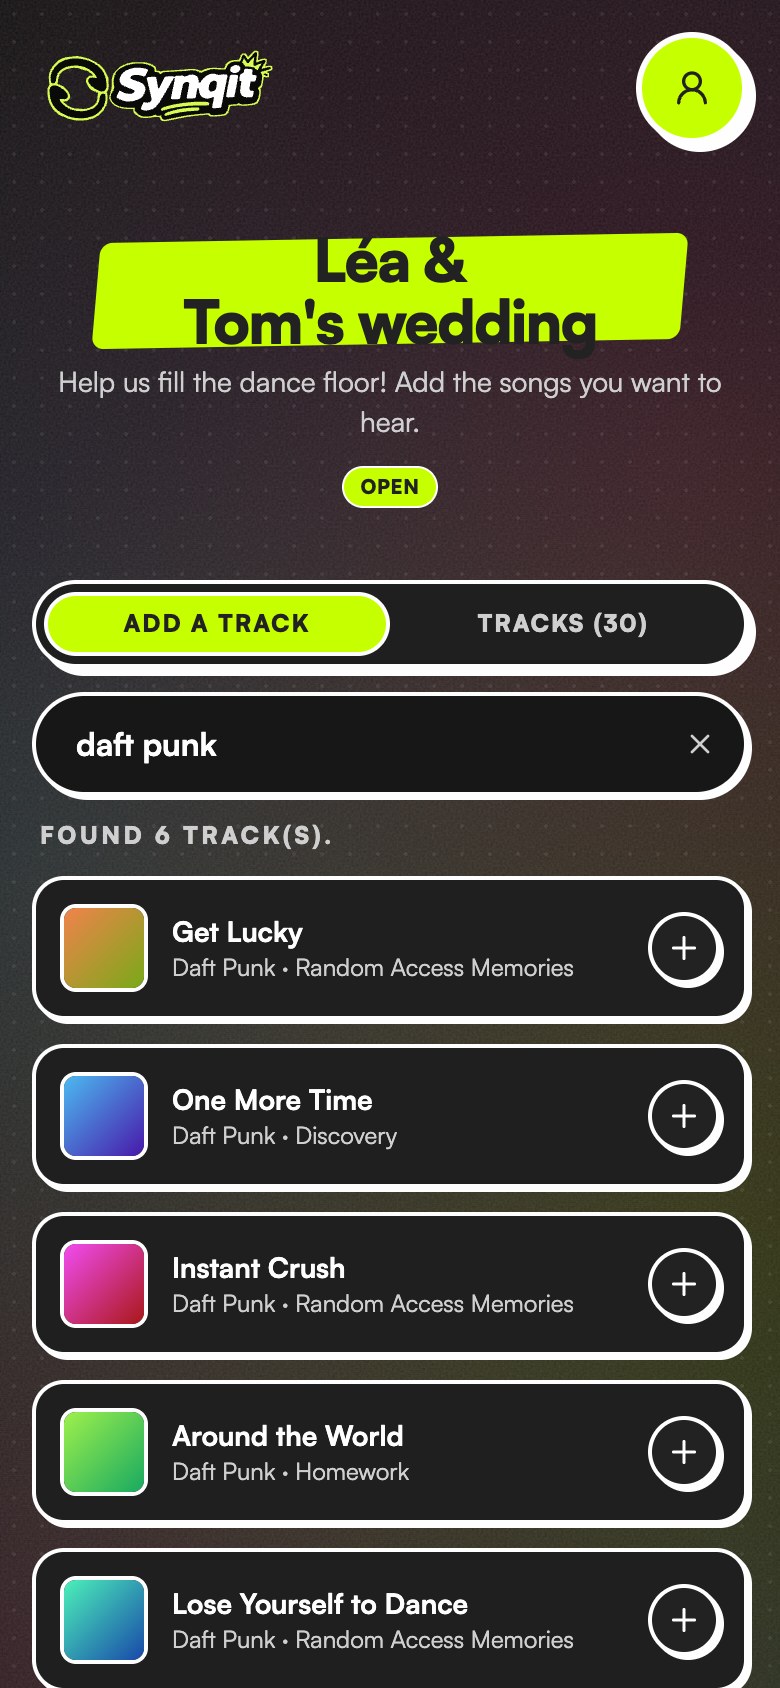 Synqit
Léa &
Tom's wedding
Help us fill the dance floor! Add the songs you want to
hear.
OPEN
ADD A TRACK
TRACKS (30)
daft punk
FOUND 6 TRACK(S).
Get Lucky
Daft Punk · Random Access Memories
One More Time
Daft Punk · Discovery
Instant Crush
Daft Punk · Random Access Memories
Around the World
Daft Punk · Homework
Lose Yourself to Dance
Daft Punk · Random Access Memories